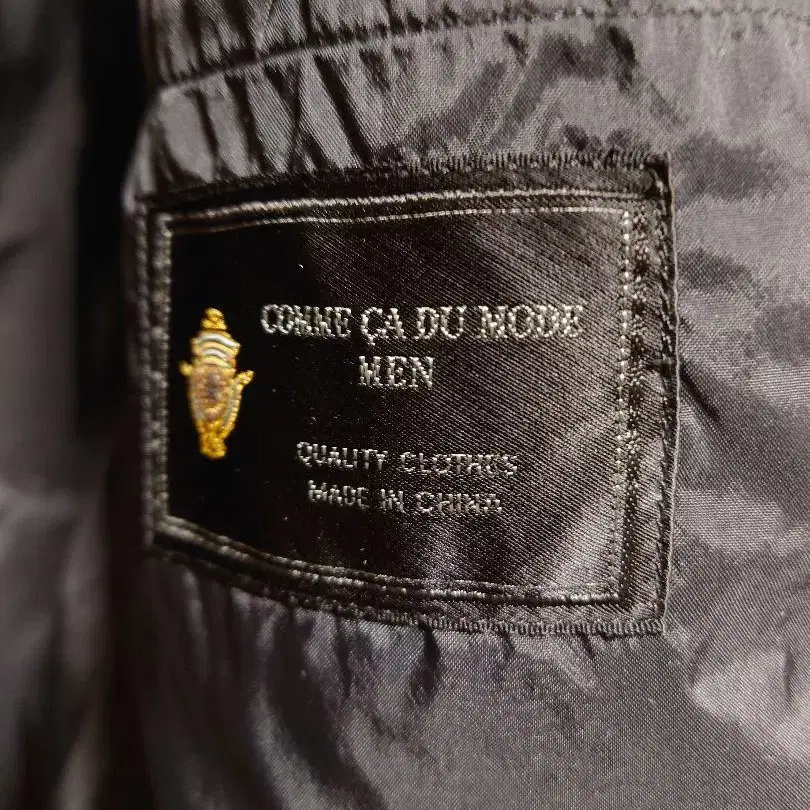 COMME ÇA DU MODE
MEN
QUALITY CLOTHES
MADE IN CHINA